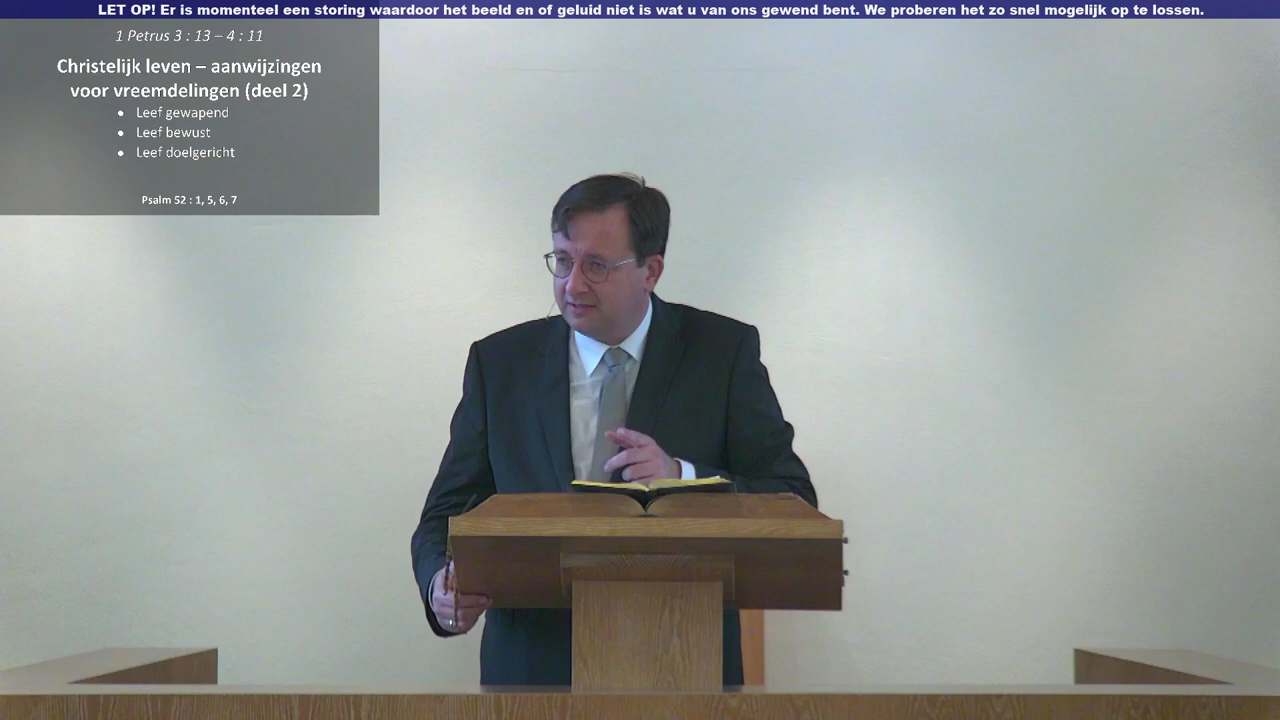 LET OP! Er is momenteel een storing waardoor het beeld en of geluid niet is wat u van ons gewend bent. We proberen het zo snel mogelijk op te lossen.
1 Petrus 3 : 13 – 4 : 11
Christelijk leven – aanwijzingen
voor vreemdelingen (deel 2)
• Leef gewapend
• Leef bewust
• Leef doelgericht
Psalm 52 : 1, 5, 6, 7